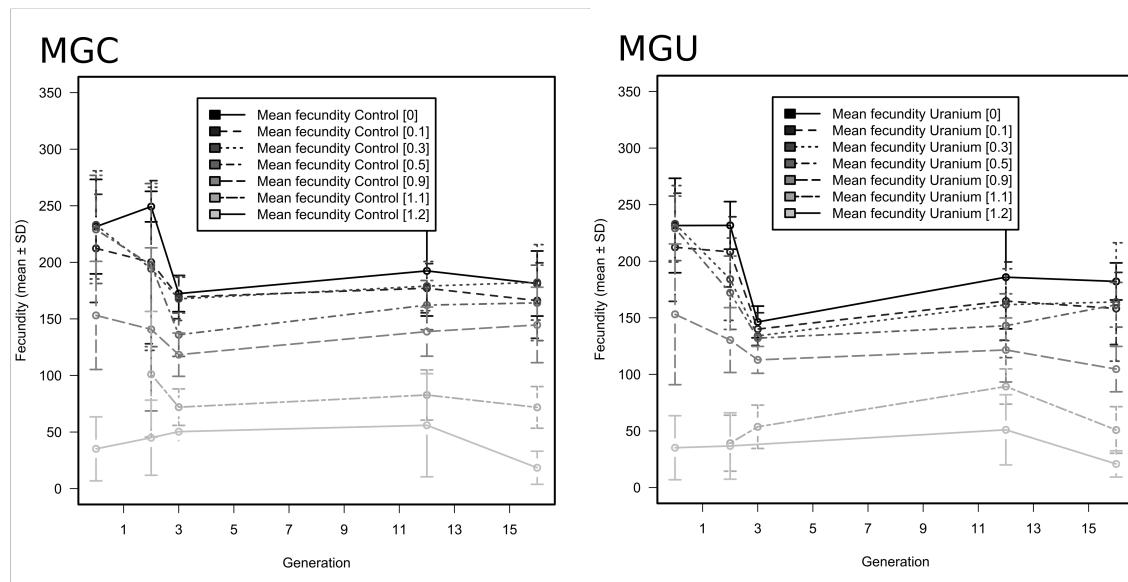 MGC
350
300
250
200
150
100
50
0
Fecundity (mean ± SD)
Mean fecundity Control [0]
Mean fecundity Control [0.1]
Mean fecundity Control [0.3]
Mean fecundity Control [0.5]
Mean fecundity Control [0.9]
Mean fecundity Control [1.1]
Mean fecundity Control [1.2]
1 3 5 7 9 11 13 15
Generation
MGU
350
300
250
200
150
100
50
0
Fecundity (mean ± SD)
Mean fecundity Uranium [0]
Mean fecundity Uranium [0.1]
Mean fecundity Uranium [0.3]
Mean fecundity Uranium [0.5]
Mean fecundity Uranium [0.9]
Mean fecundity Uranium [1.1]
Mean fecundity Uranium [1.2]
1 3 5 7 9 11 13 15
Generation